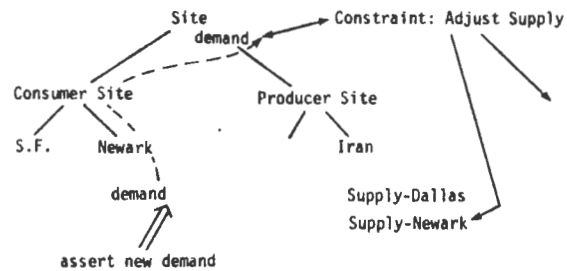 Site
demand
Constraint: Adjust Supply
Consumer Site
Producer Site
S.F.
Newark
Iran
demand
Supply-Dallas
Supply-Newark
assert new demand